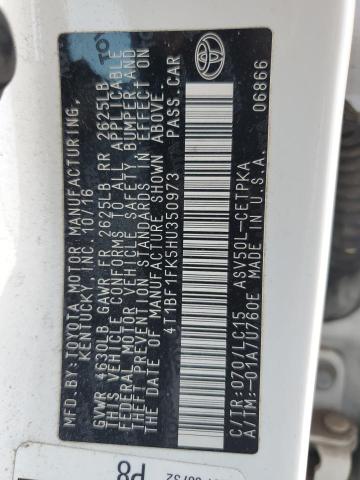 MFD.BY:TOYOTA MOTOR MANUFACTURING,
KENTUCKY, INC. 10/16
GVWR 4630LB GAWR FR 2625LB RR 2625LB
THIS VEHICLE CONFORMS TO ALL APPLICABLE
FEDERAL MOTOR VEHICLE SAFETY, BUMPER, AND
THEFT PREVENTION STANDARDS IN EFFECT ON
THE DATE OF MANUFACTURE SHOWN ABOVE.
4T1BF1FK5HU350973 PASS.CAR
C/TR:070/LC15 ASV50L-CETPKA
A/TM:-01A/U760E 06866
TOYOTA
P8